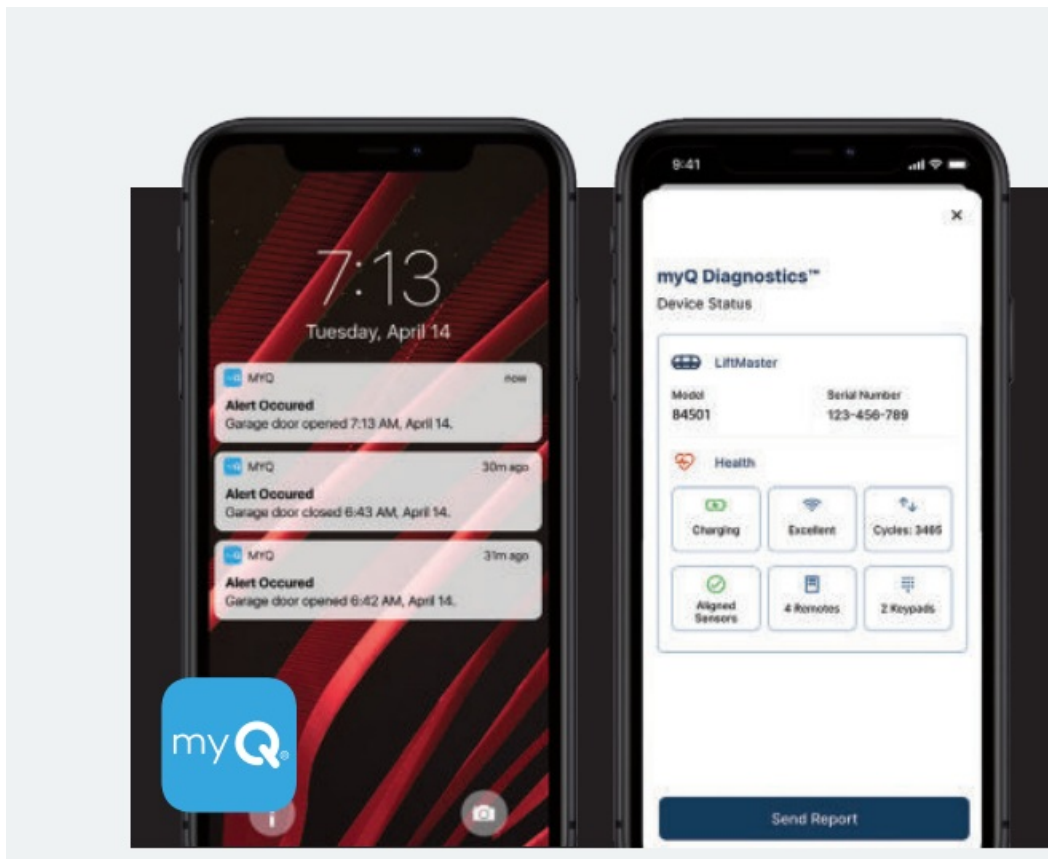 7:13
Tuesday, April 14
MYQ
now
Alert Occured
Garage door opened 7:13 AM, April 14.
MYQ
30m ago
Alert Occured
Garage door closed 6:43 AM, April 14.
MYQ
31m ago
Alert Occured
Garage door opened 6:42 AM, April 14.
myQ®
9:41
×
myQ Diagnostics™
Device Status
LiftMaster
Model
Serial Number
84501
123-456-789
Health
Charging
Excellent
Cycles: 3465
Aligned
Sensors
4 Remotes
2 Keypads
Send Report